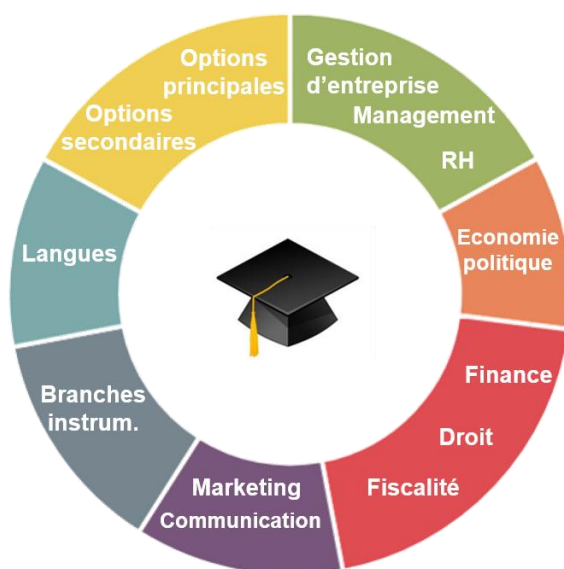 Gestion
d'entreprise
Management
RH
Economie
politique
Finance
Droit
Fiscalité
Marketing
Communication
Branches
instrum.
Langues
Options
secondaires
Options
principales